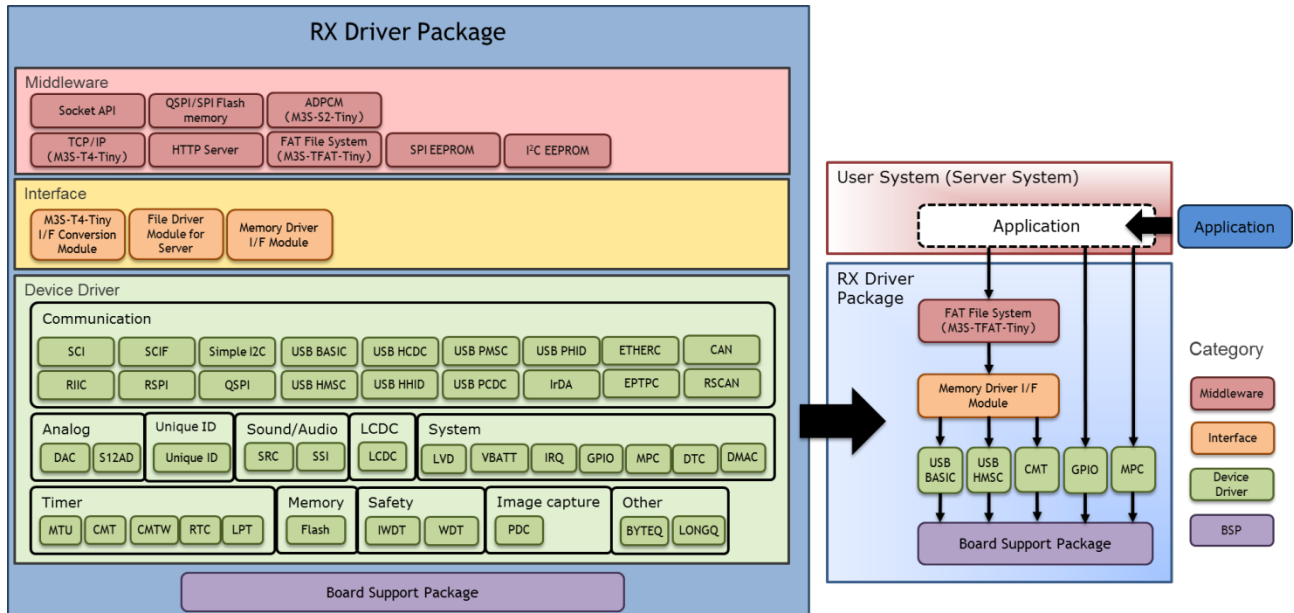 RX Driver Package
Middleware
Socket API
QSPI/SPI Flash
memory
ADPCM
(M3S-S2-Tiny)
TCP/IP
(M3S-T4-Tiny)
HTTP Server
FAT File System
(M3S-TFAT-Tiny)
SPI EEPROM
I²C EEPROM
Interface
M3S-T4-Tiny
I/F Conversion
Module
File Driver
Module for
Server
Memory Driver
I/F Module
Device Driver
Communication
SCI
SCIF
Simple I2C
USB BASIC
USB HCDC
USB PMSC
USB PHID
ETHERC
CAN
RIIC
RSPI
QSPI
USB HMSC
USB HHID
USB PCDC
IrDA
EPTPC
RSCAN
Analog
DAC
S12AD
Unique ID
Unique ID
Sound/Audio
SRC
SSI
LCDC
LCDC
System
LVD
VBATT
IRQ
GPIO
MPC
DTC
DMAC
Timer
MTU
CMT
CMTW
RTC
LPT
Memory
Flash
Safety
IWDT
WDT
Image capture
PDC
Other
BYTEQ
LONGQ
Board Support Package
User System (Server System)
Application
Application
RX Driver
Package
FAT File System
(M3S-TFAT-Tiny)
Memory Driver I/F
Module
USB
BASIC
USB
HMSC
CMT
GPIO
MPC
Board Support Package
Category
Middleware
Interface
Device
Driver
BSP